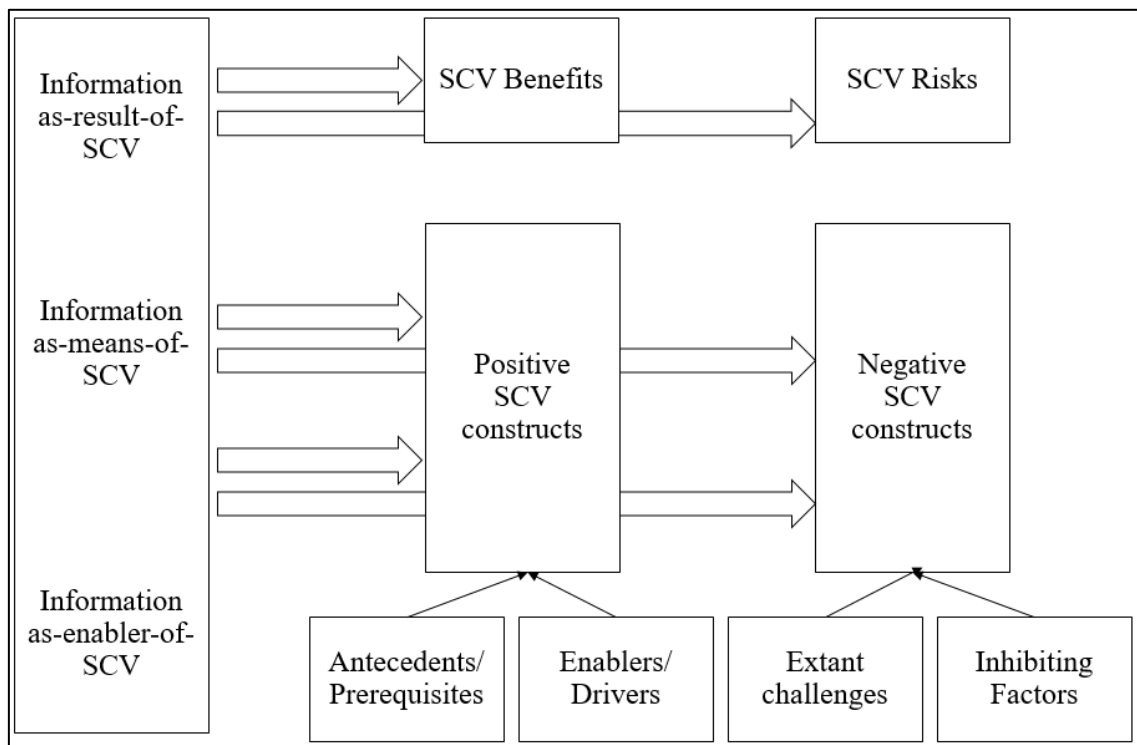 Information
as-result-of-
SCV
SCV Benefits
SCV Risks
Information
as-means-of-
SCV
Positive
SCV
constructs
Negative
SCV
constructs
Information
as-enabler-of-
SCV
Antecedents/
Prerequisites
Enablers/
Drivers
Extant
challenges
Inhibiting
Factors